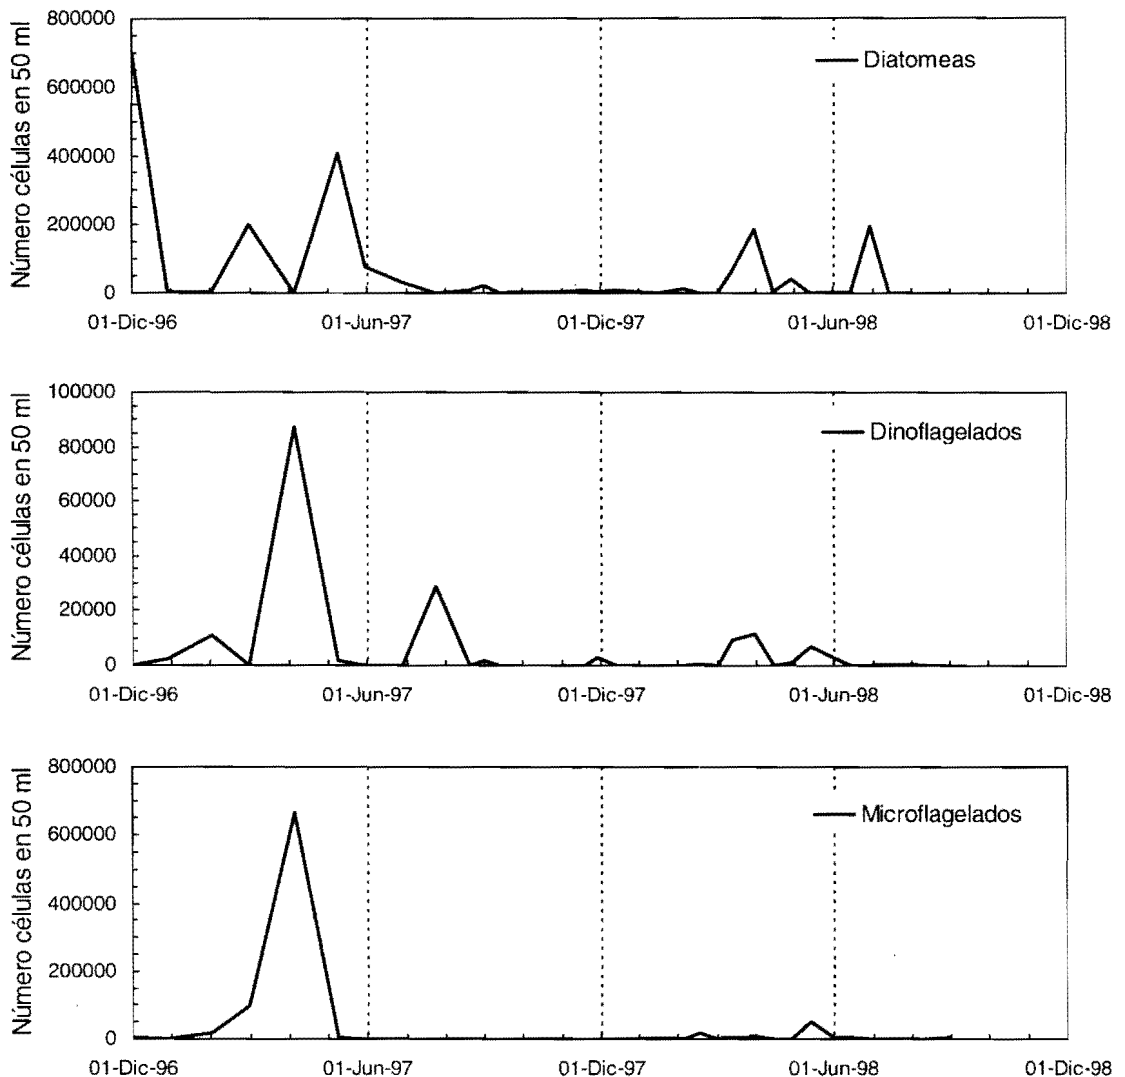 Número células en 50 ml
800000
600000
400000
200000
0
Diatomeas
01-Dic-96 01-Jun-97 01-Dic-97 01-Jun-98 01-Dic-98
Número células en 50 ml
100000
80000
60000
40000
20000
0
Dinoflagelados
01-Dic-96 01-Jun-97 01-Dic-97 01-Jun-98 01-Dic-98
Número células en 50 ml
800000
600000
400000
200000
0
Microflagelados
01-Dic-96 01-Jun-97 01-Dic-97 01-Jun-98 01-Dic-98